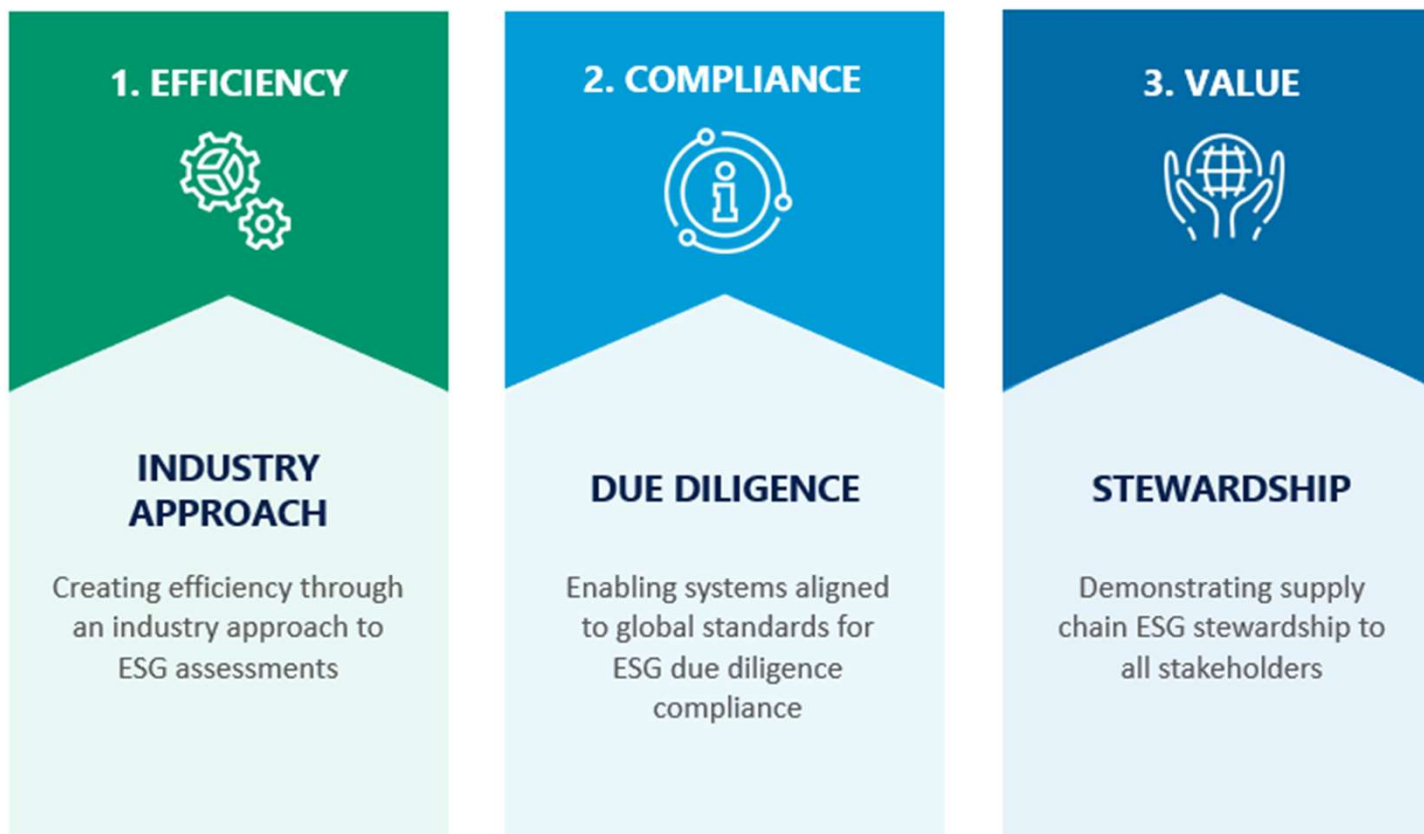 1. EFFICIENCY
INDUSTRY
APPROACH
Creating efficiency through
an industry approach to
ESG assessments
2. COMPLIANCE
i
DUE DILIGENCE
Enabling systems aligned
to global standards for
ESG due diligence
compliance
3. VALUE
STEWARDSHIP
Demonstrating supply
chain ESG stewardship to
all stakeholders